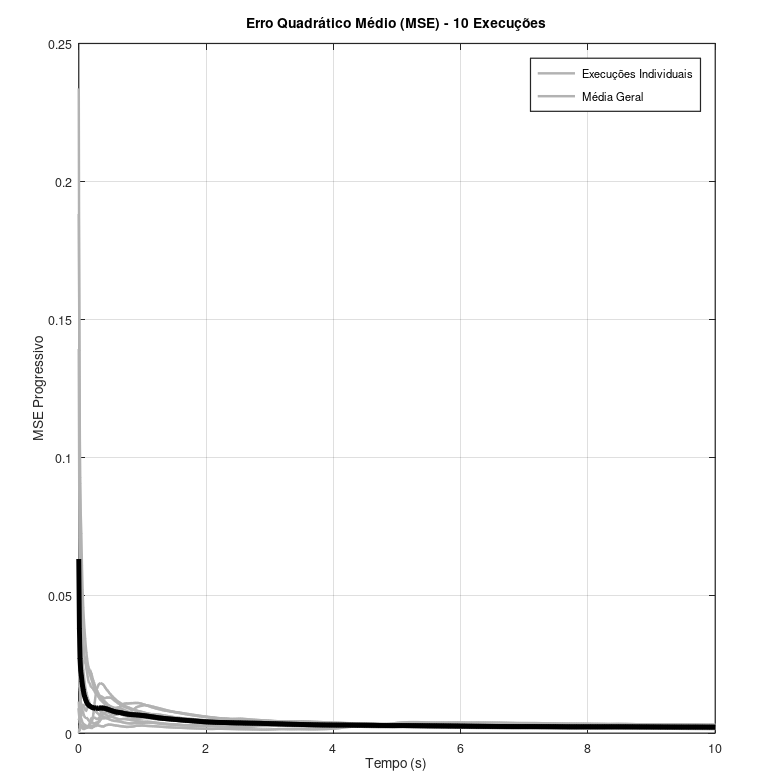 Erro Quadrático Médio (MSE) - 10 Execuções
0.25
Execuções Individuais
Média Geral
0.2
0.15
MSE Progressivo
0.1
0.05
0
0 2 4 6 8 10
Tempo (s)